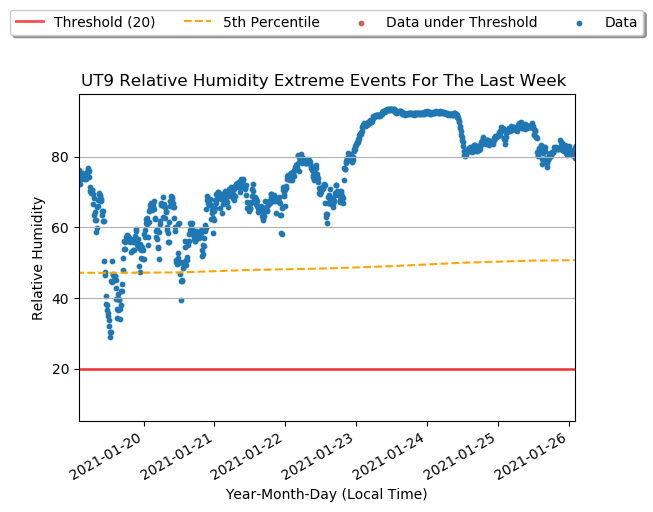 Threshold (20) 5th Percentile Data under Threshold Data
UT9 Relative Humidity Extreme Events For The Last Week
Relative Humidity
80
60
40
20
2021-01-20 2021-01-21 2021-01-22 2021-01-23 2021-01-24 2021-01-25 2021-01-26
Year-Month-Day (Local Time)